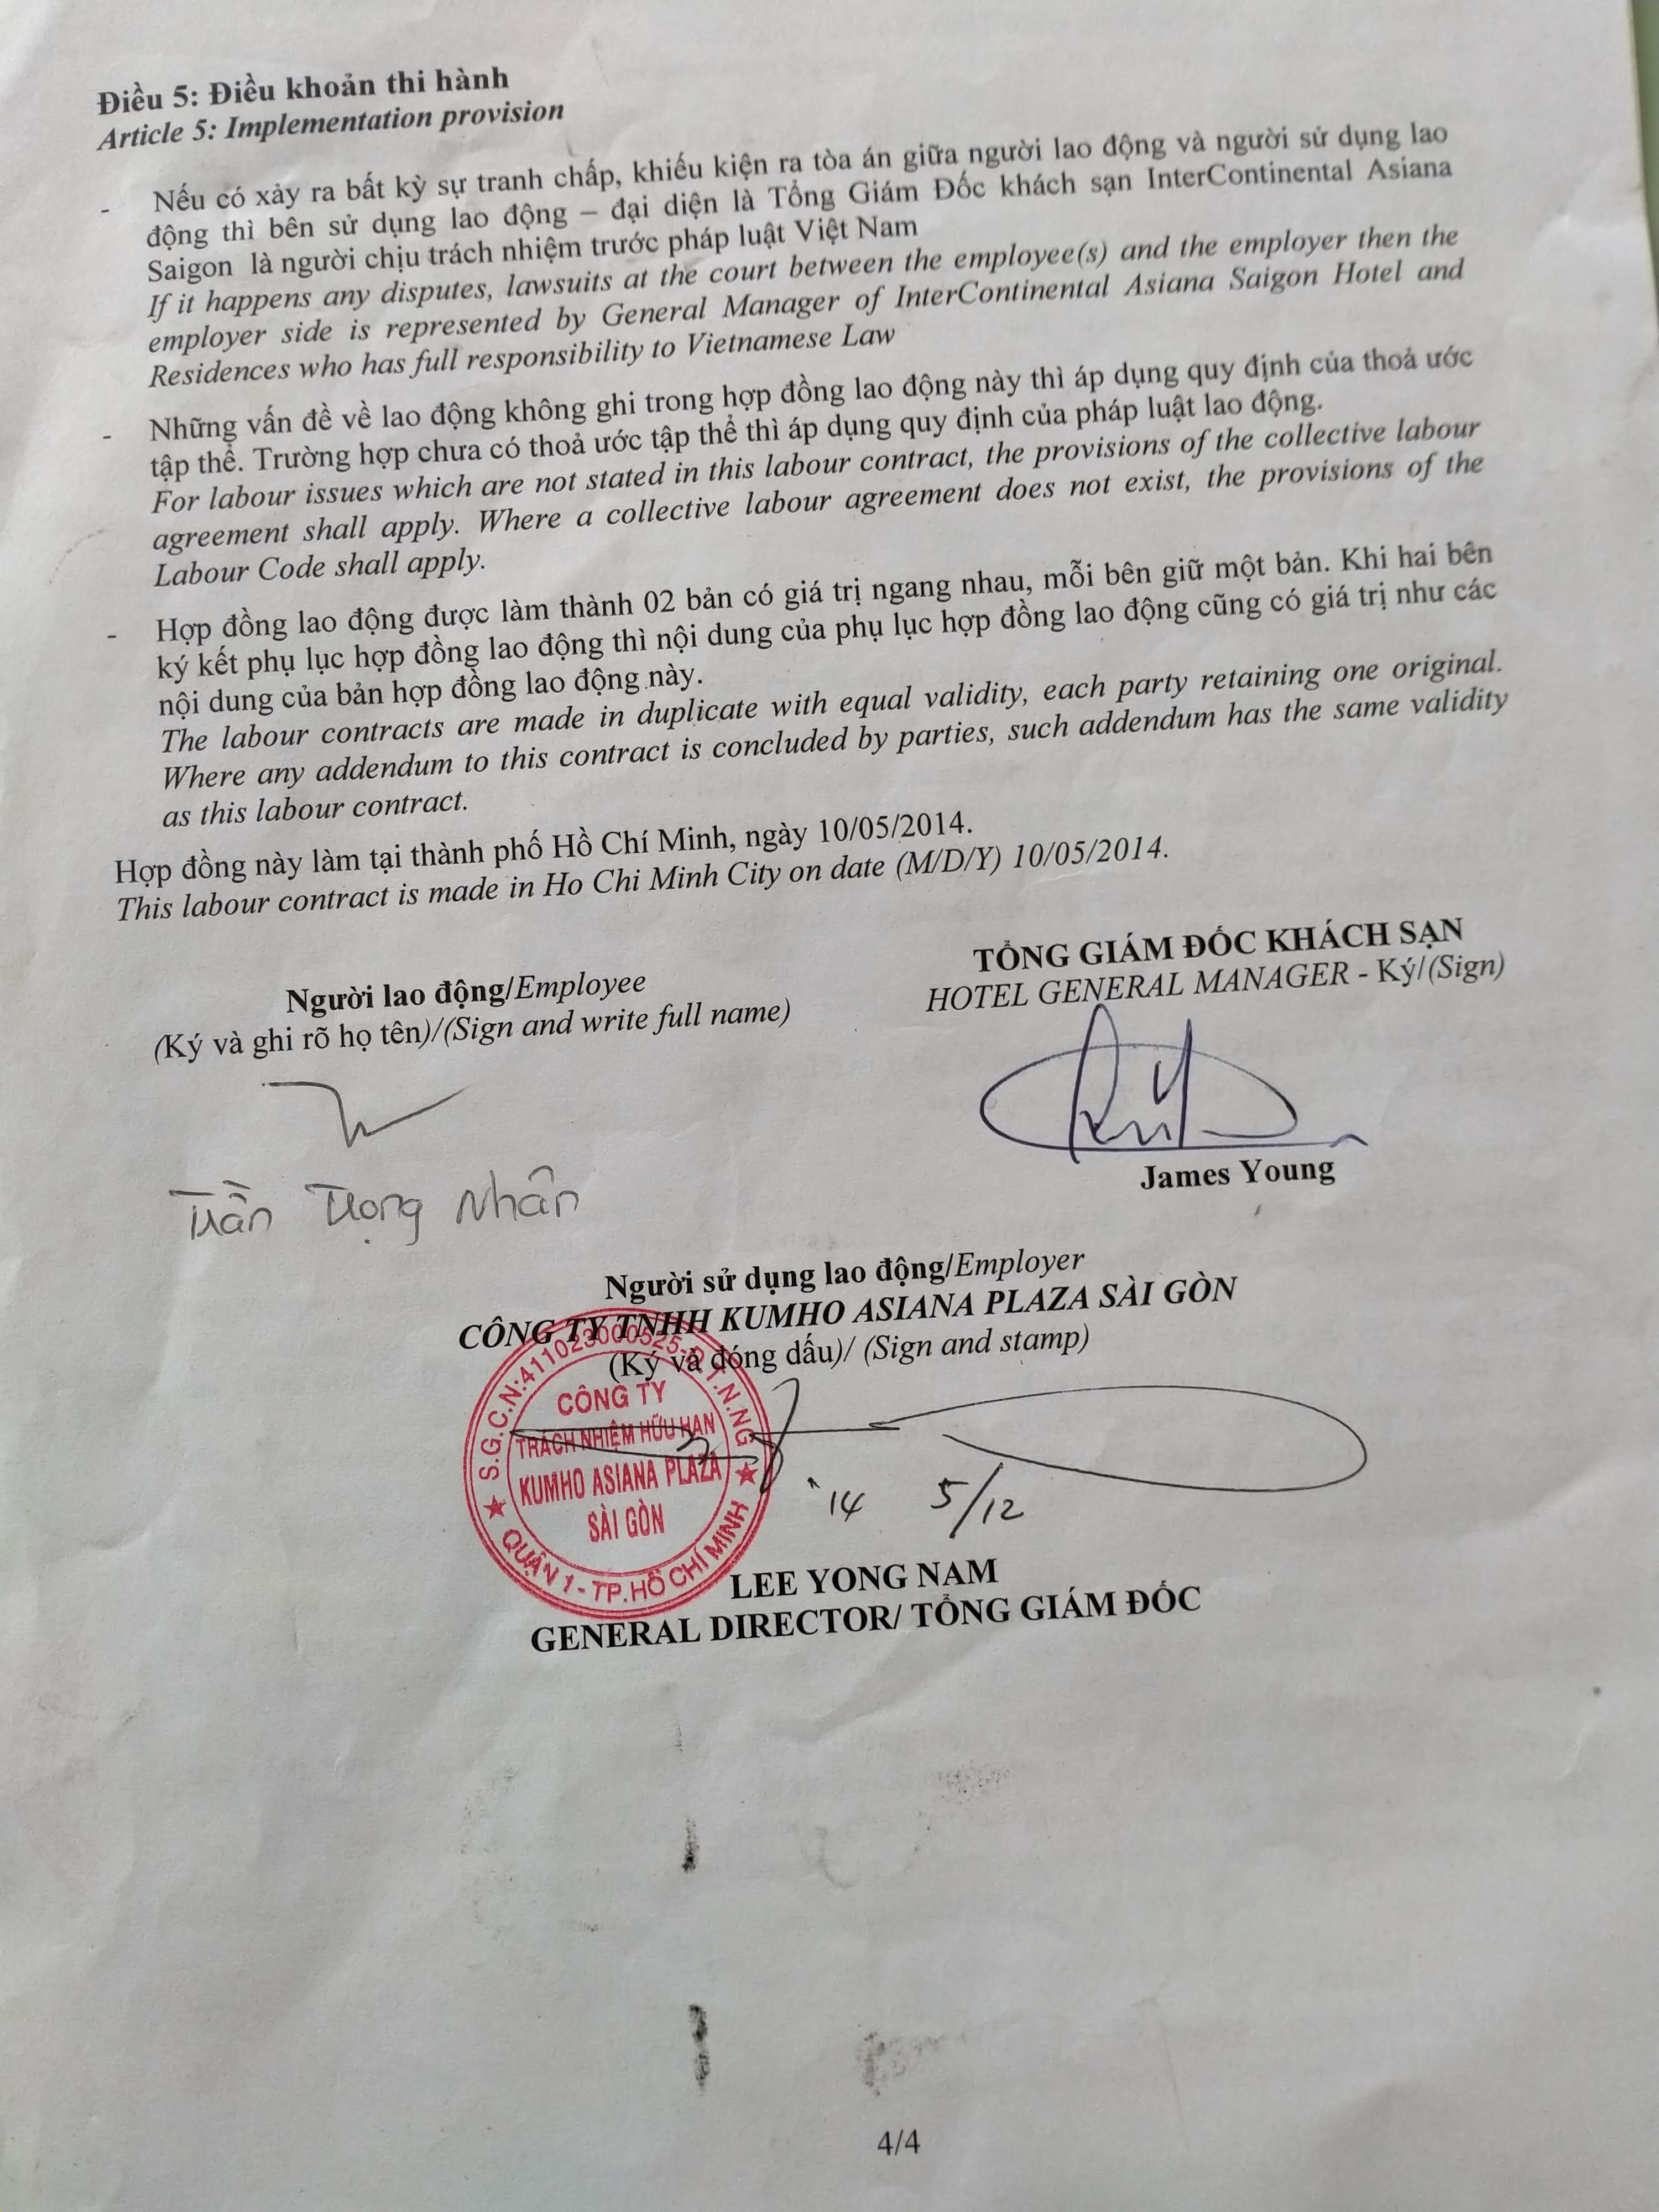 Điều 5: Điều khoản thi hành
Article 5: Implementation provision
- Nếu có xảy ra bất kỳ sự tranh chấp, khiếu kiện ra tòa án giữa người lao động và người sử dụng lao
động thì bên sử dụng lao động – đại diện là Tổng Giám Đốc khách sạn InterContinental Asiana
Saigon là người chịu trách nhiệm trước pháp luật Việt Nam
If it happens any disputes, lawsuits at the court between the employee(s) and the employer then the
employer side is represented by General Manager of InterContinental Asiana Saigon Hotel and
Residences who has full responsibility to Vietnamese Law
- Những vấn đề về lao động không ghi trong hợp đồng lao động này thì áp dụng quy định của thoả ước
tập thể. Trường hợp chưa có thoả ước tập thể thì áp dụng quy định của pháp luật lao động.
For labour issues which are not stated in this labour contract, the provisions of the collective labour
agreement shall apply. Where a collective labour agreement does not exist, the provisions of the
Labour Code shall apply.
- Hợp đồng lao động được làm thành 02 bản có giá trị ngang nhau, mỗi bên giữ một bản. Khi hai bên
ký kết phụ lục hợp đồng lao động thì nội dung của phụ lục hợp đồng lao động cũng có giá trị như các
nội dung của bản hợp đồng lao động này.
The labour contracts are made in duplicate with equal validity, each party retaining one original.
Where any addendum to this contract is concluded by parties, such addendum has the same validity
as this labour contract.
Hợp đồng này làm tại thành phố Hồ Chí Minh, ngày 10/05/2014.
This labour contract is made in Ho Chi Minh City on date (M/D/Y) 10/05/2014.
TỔNG GIÁM ĐỐC KHÁCH SẠN
HOTEL GENERAL MANAGER - Ký/(Sign)
Người lao động/Employee
(Ký và ghi rõ họ tên)/(Sign and write full name)
James Young
Trần Trọng Nhân
Người sử dụng lao động/Employer
CÔNG TY TNHH KUMHO ASIANA PLAZA SÀI GÒN
(Ký và đóng dấu)/ (Sign and stamp)
S.G.C.N:411023000525 T.N.NG
CÔNG TY
TRÁCH NHIỆM HỮU HẠN
KUMHO ASIANA PLAZA
SÀI GÒN
QUẬN 1 - TP.HỒ CHÍ MINH
'14 5/12
LEE YONG NAM
GENERAL DIRECTOR/ TỔNG GIÁM ĐỐC
4/4